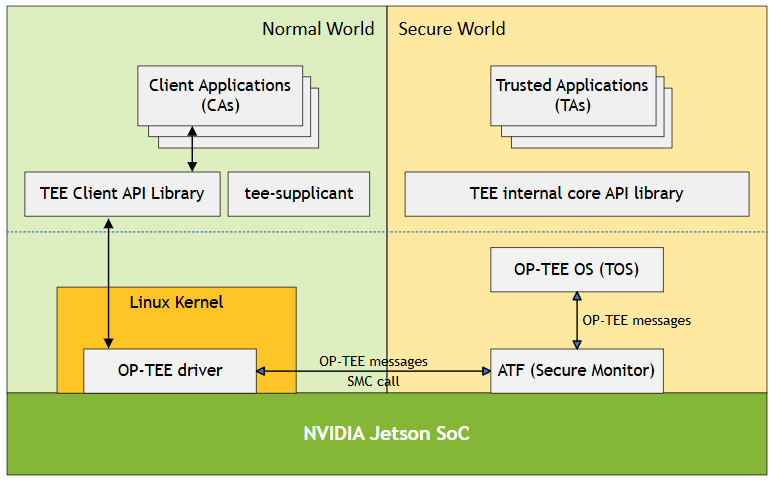 Normal World
Secure World
Client Applications
(CAs)
Trusted Applications
(TAs)
TEE Client API Library
tee-supplicant
TEE internal core API library
OP-TEE OS (TOS)
Linux Kernel
OP-TEE messages
OP-TEE driver
OP-TEE messages
SMC call
ATF (Secure Monitor)
NVIDIA Jetson SoC